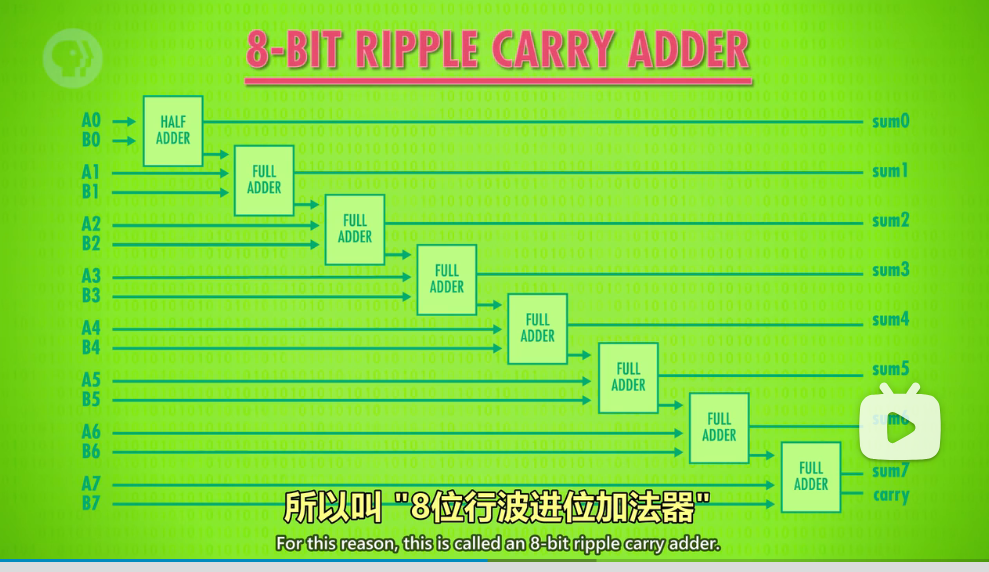 8-BIT RIPPLE CARRY ADDER
A0
B0
HALF
ADDER
sum0
A1
B1
FULL
ADDER
sum1
A2
B2
FULL
ADDER
sum2
A3
B3
FULL
ADDER
sum3
A4
B4
FULL
ADDER
sum4
A5
B5
FULL
ADDER
sum5
A6
B6
FULL
ADDER
sum6
A7
B7
FULL
ADDER
sum7
carry
所以叫 "8位行波进位加法器"
For this reason, this is called an 8-bit ripple carry adder.